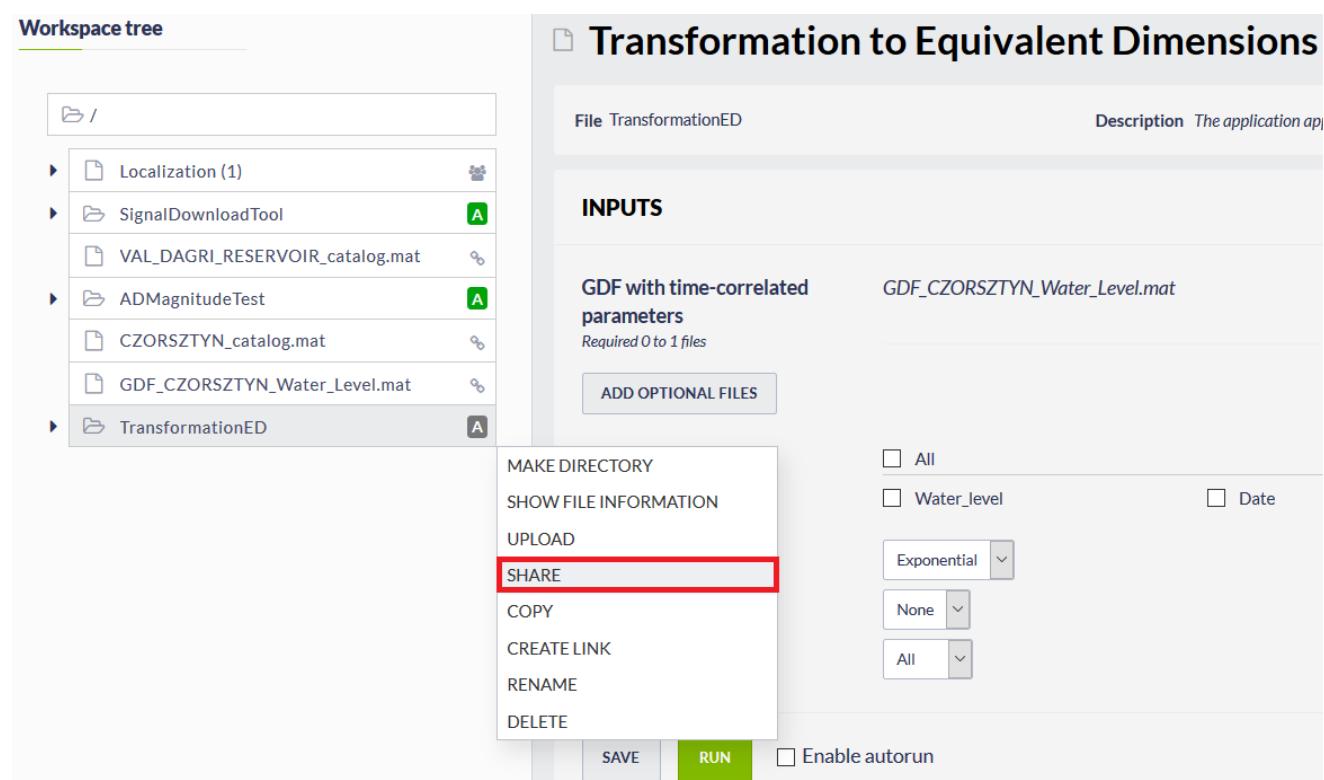 Workspace tree
/
Localization (1)
SignalDownloadTool
A
VAL_DAGRI_RESERVOIR_catalog.mat
ADMagnitudeTest
A
CZORSZTYN_catalog.mat
GDF_CZORSZTYN_Water_Level.mat
TransformationED
A
MAKE DIRECTORY
SHOW FILE INFORMATION
UPLOAD
SHARE
COPY
CREATE LINK
RENAME
DELETE
Transformation to Equivalent Dimensions
File TransformationED
Description The application app
INPUTS
GDF with time-correlated
parameters
Required 0 to 1 files
GDF_CZORSZTYN_Water_Level.mat
ADD OPTIONAL FILES
All
Water_level
Date
Exponential
None
All
SAVE
RUN
Enable autorun